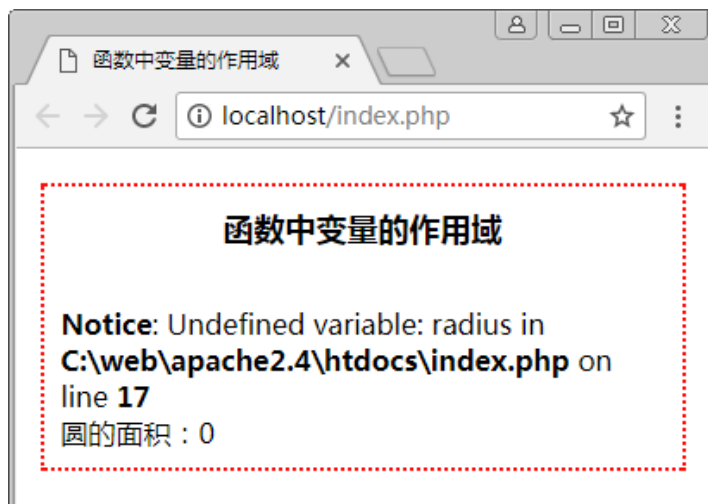 函数中变量的作用域
localhost/index.php
函数中变量的作用域
Notice: Undefined variable: radius in
C:\web\apache2.4\htdocs\index.php on
line 17
圆的面积：0